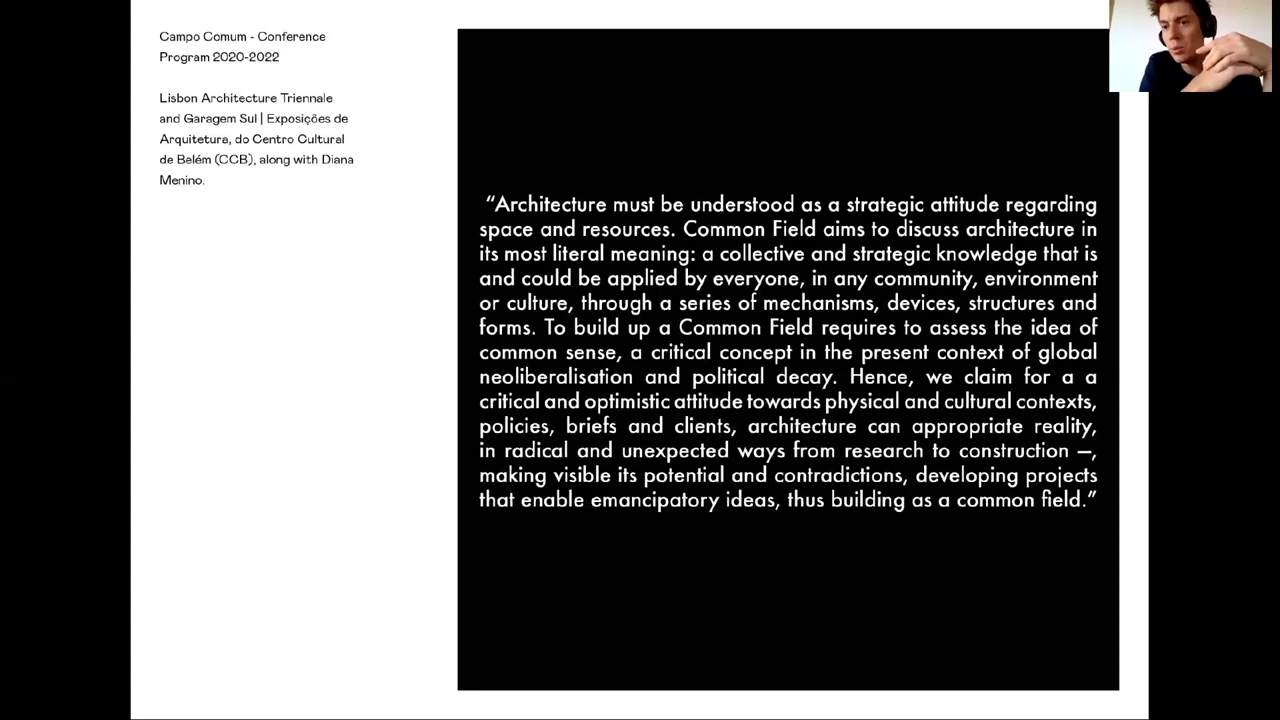 Campo Comum - Conference
Program 2020-2022
Lisbon Architecture Triennale
and Garagem Sul | Exposições de
Arquitetura, do Centro Cultural
de Belém (CCB), along with Diana
Menino.
“Architecture must be understood as a strategic attitude regarding
space and resources. Common Field aims to discuss architecture in
its most literal meaning: a collective and strategic knowledge that is
and could be applied by everyone, in any community, environment
or culture, through a series of mechanisms, devices, structures and
forms. To build up a Common Field requires to assess the idea of
common sense, a critical concept in the present context of global
neoliberalisation and political decay. Hence, we claim for a a
critical and optimistic attitude towards physical and cultural contexts,
policies, briefs and clients, architecture can appropriate reality,
in radical and unexpected ways from research to construction —,
making visible its potential and contradictions, developing projects
that enable emancipatory ideas, thus building as a common field.”